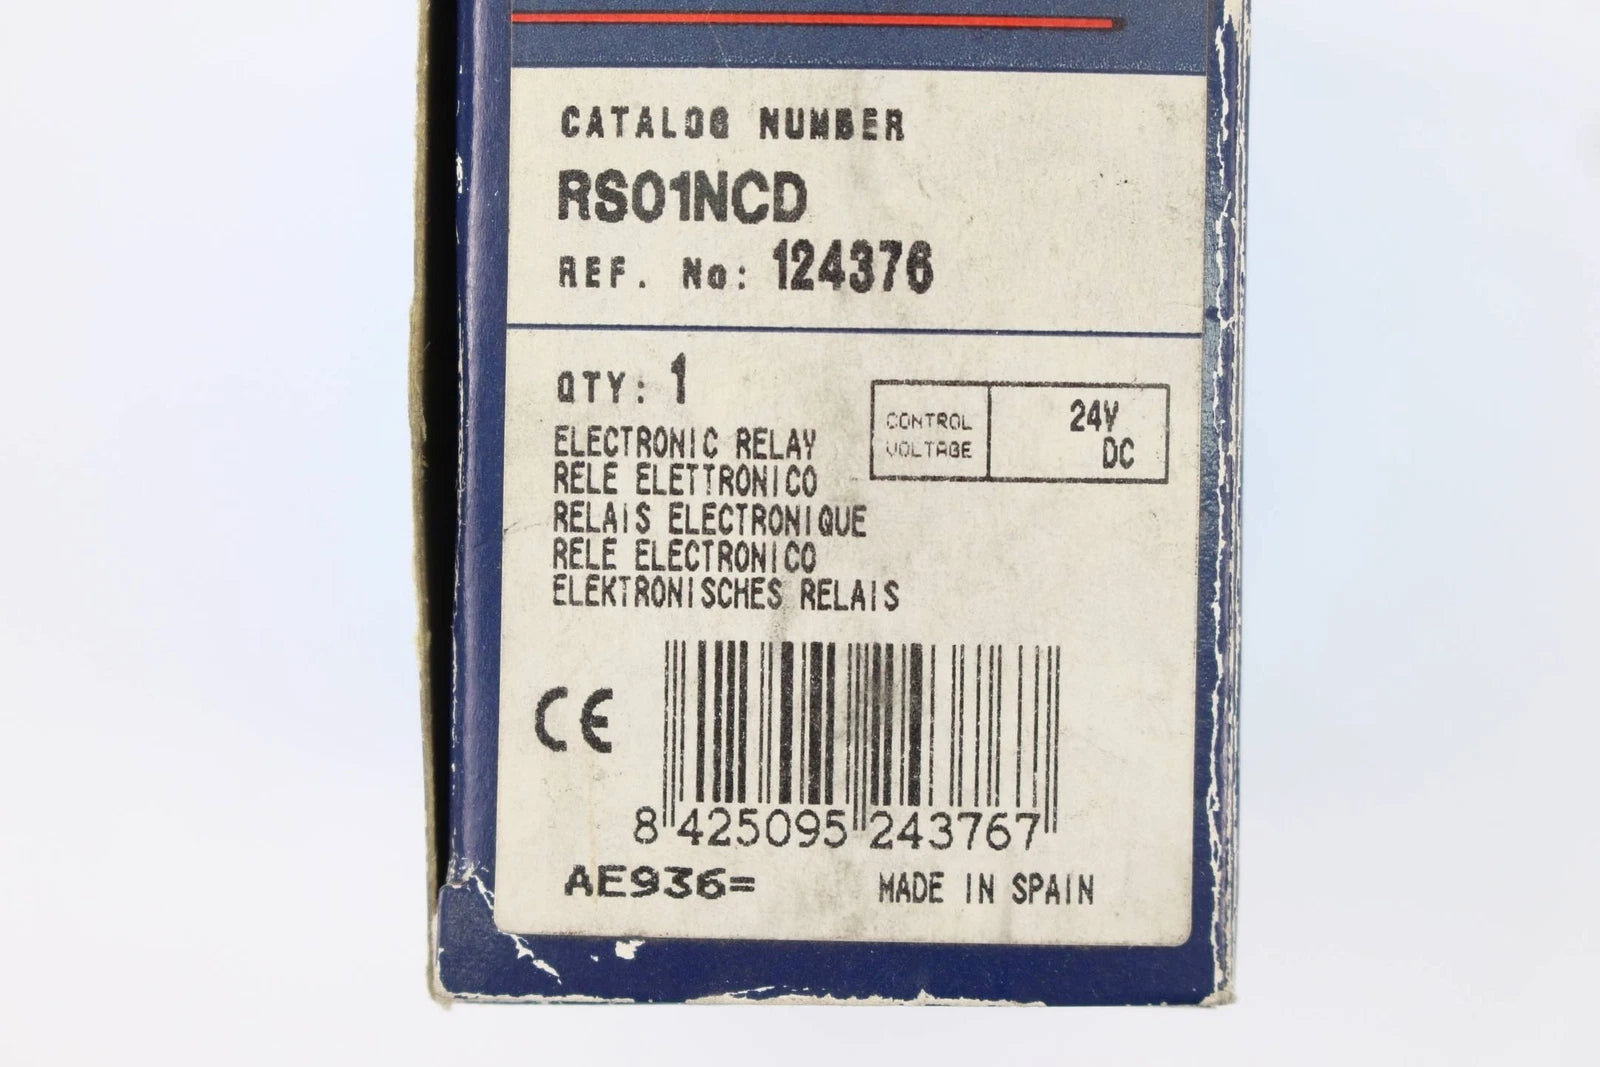 CATALOG NUMBER
RS01NCD
REF. No: 124376
QTY: 1
CONTROL VOLTAGE
24V DC
ELECTRONIC RELAY
RELE ELETTRONICO
RELAIS ELECTRONIQUE
RELE ELECTRONICO
ELEKTRONISCHES RELAIS
CE
8 425095 243767
AE936=
MADE IN SPAIN